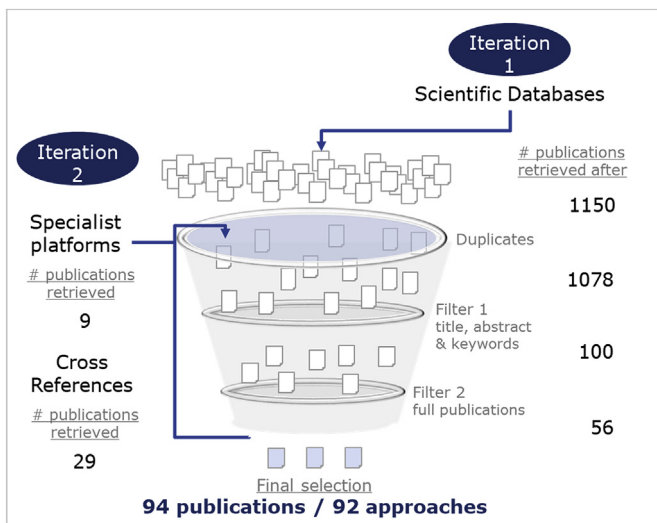 Iteration
1
Scientific Databases
Iteration
2
# publications
retrieved after
1150
Specialist
platforms
Duplicates
# publications
retrieved
1078
9
Filter 1
title, abstract
& keywords
100
Cross
References
Filter 2
full publications
# publications
retrieved
56
29
Final selection
94 publications / 92 approaches